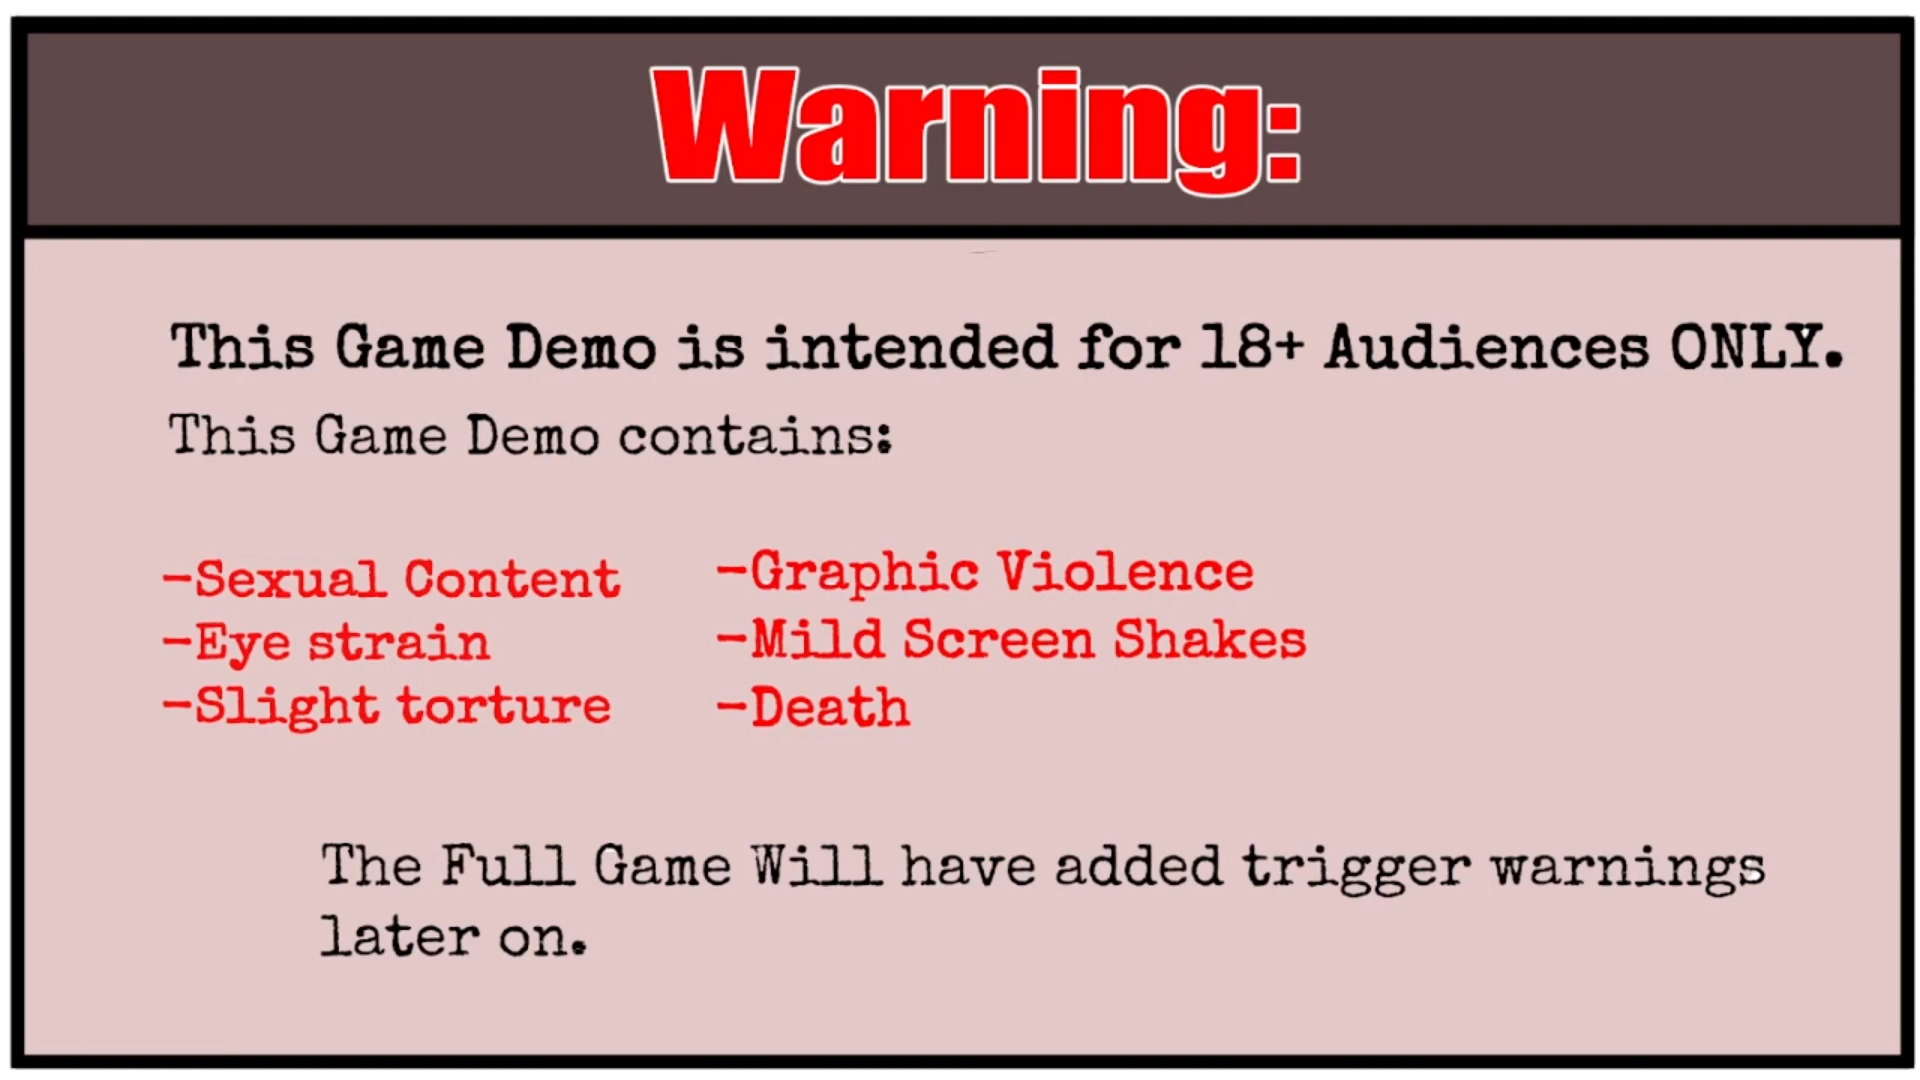 Warning:
This Game Demo is intended for 18+ Audiences ONLY.
This Game Demo contains:
-Sexual Content
-Eye strain
-Slight torture
-Graphic Violence
-Mild Screen Shakes
-Death
The Full Game Will have added trigger warnings
later on.